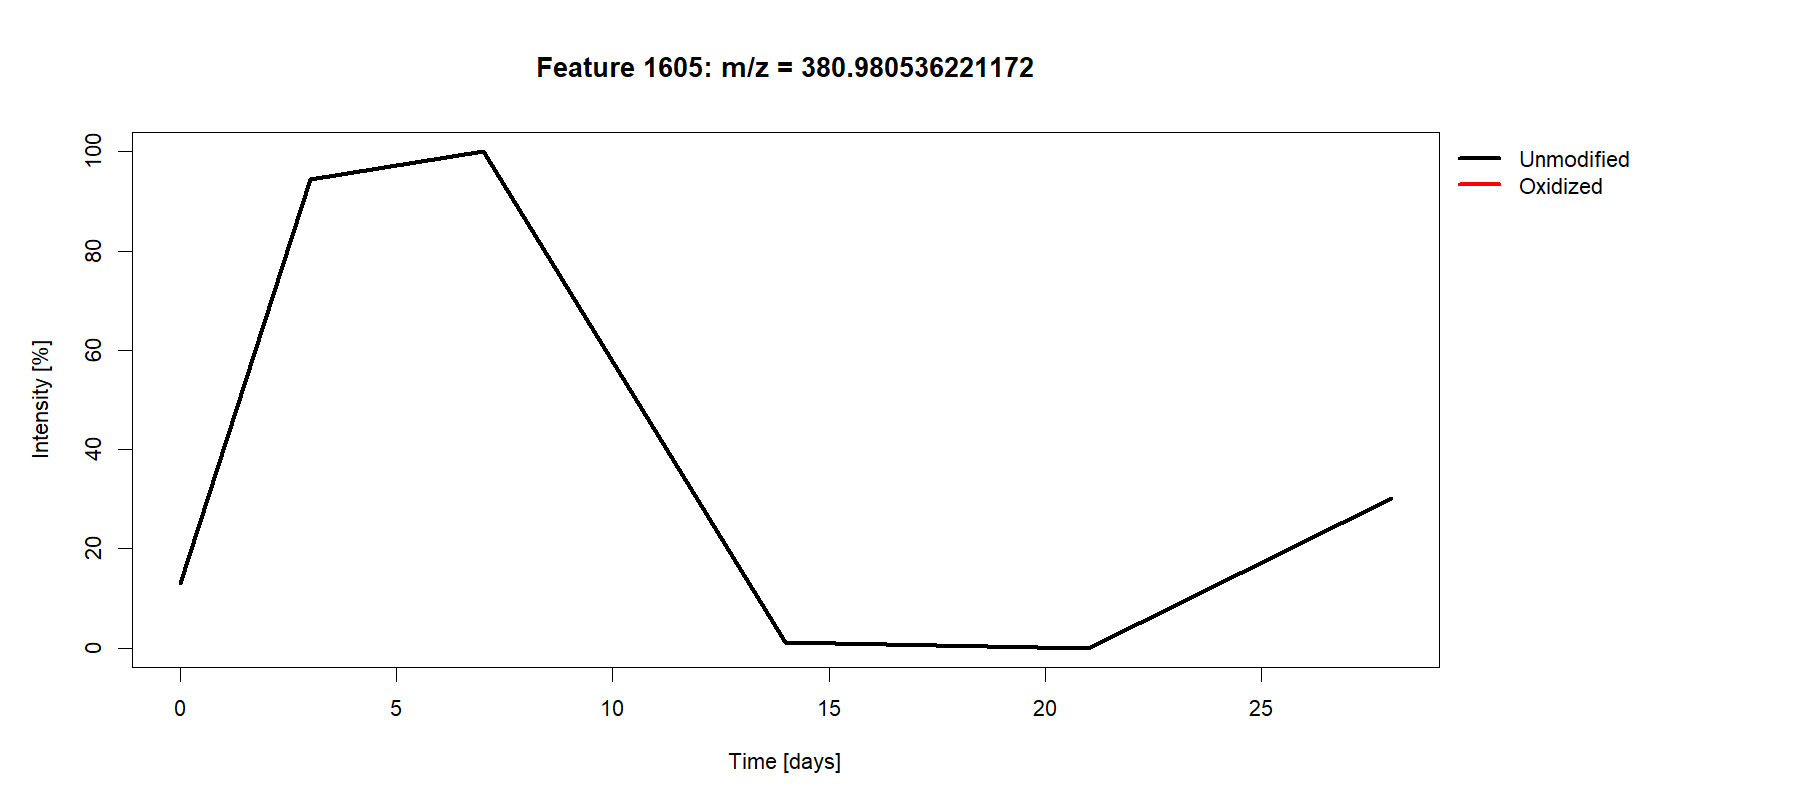 Feature 1605: m/z = 380.980536221172
Unmodified
Oxidized
Intensity [%]
100
80
60
40
20
0
0 5 10 15 20 25
Time [days]